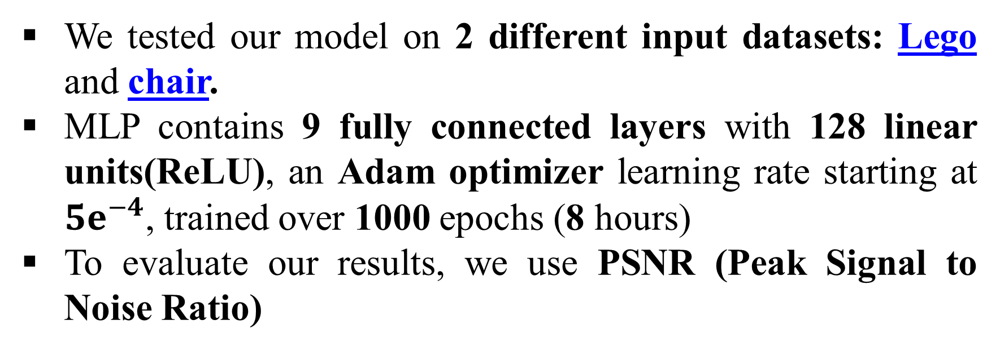 ▪ We tested our model on 2 different input datasets: Lego
and chair.
▪ MLP contains 9 fully connected layers with 128 linear
units(ReLU), an Adam optimizer learning rate starting at
5e⁻⁴, trained over 1000 epochs (8 hours)
▪ To evaluate our results, we use PSNR (Peak Signal to
Noise Ratio)